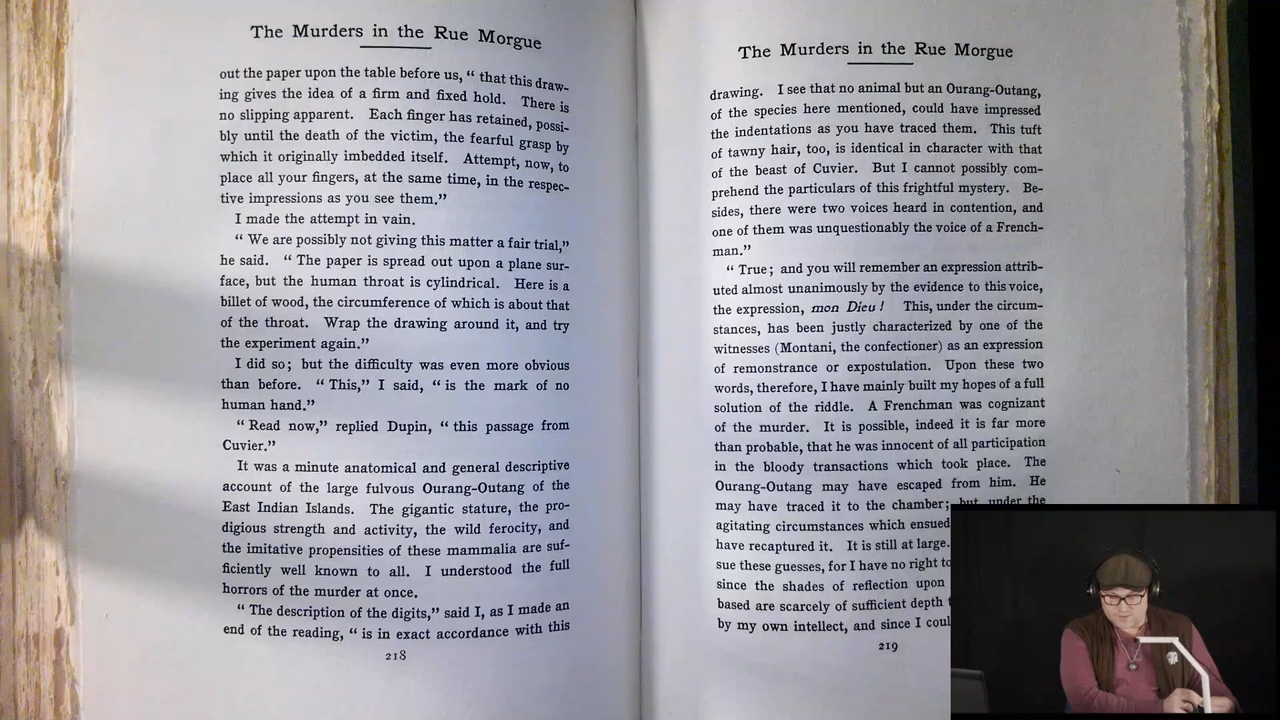 The Murders in the Rue Morgue
out the paper upon the table before us, “ that this draw-
ing gives the idea of a firm and fixed hold. There is
no slipping apparent. Each finger has retained, possi-
bly until the death of the victim, the fearful grasp by
which it originally imbedded itself. Attempt, now, to
place all your fingers, at the same time, in the respec-
tive impressions as you see them.”
I made the attempt in vain.
“ We are possibly not giving this matter a fair trial,”
he said. “ The paper is spread out upon a plane sur-
face, but the human throat is cylindrical. Here is a
billet of wood, the circumference of which is about that
of the throat. Wrap the drawing around it, and try
the experiment again.”
I did so; but the difficulty was even more obvious
than before. “ This,” I said, “ is the mark of no
human hand.”
“ Read now,” replied Dupin, “ this passage from
Cuvier.”
It was a minute anatomical and general descriptive
account of the large fulvous Ourang-Outang of the
East Indian Islands. The gigantic stature, the pro-
digious strength and activity, the wild ferocity, and
the imitative propensities of these mammalia are suf-
ficiently well known to all. I understood the full
horrors of the murder at once.
“ The description of the digits,” said I, as I made an
end of the reading, “ is in exact accordance with this
218
The Murders in the Rue Morgue
drawing. I see that no animal but an Ourang-Outang,
of the species here mentioned, could have impressed
the indentations as you have traced them. This tuft
of tawny hair, too, is identical in character with that
of the beast of Cuvier. But I cannot possibly com-
prehend the particulars of this frightful mystery. Be-
sides, there were two voices heard in contention, and
one of them was unquestionably the voice of a French-
man.”
“ True; and you will remember an expression attrib-
uted almost unanimously by the evidence to this voice,
the expression, mon Dieu! This, under the circum-
stances, has been justly characterized by one of the
witnesses (Montani, the confectioner) as an expression
of remonstrance or expostulation. Upon these two
words, therefore, I have mainly built my hopes of a full
solution of the riddle. A Frenchman was cognizant
of the murder. It is possible, indeed it is far more
than probable, that he was innocent of all participation
in the bloody transactions which took place. The
Ourang-Outang may have escaped from him. He
may have traced it to the chamber; but under the
agitating circumstances which ensued
have recaptured it. It is still at large.
sue these guesses, for I have no right to
since the shades of reflection upon
based are scarcely of sufficient depth
by my own intellect, and since I
219